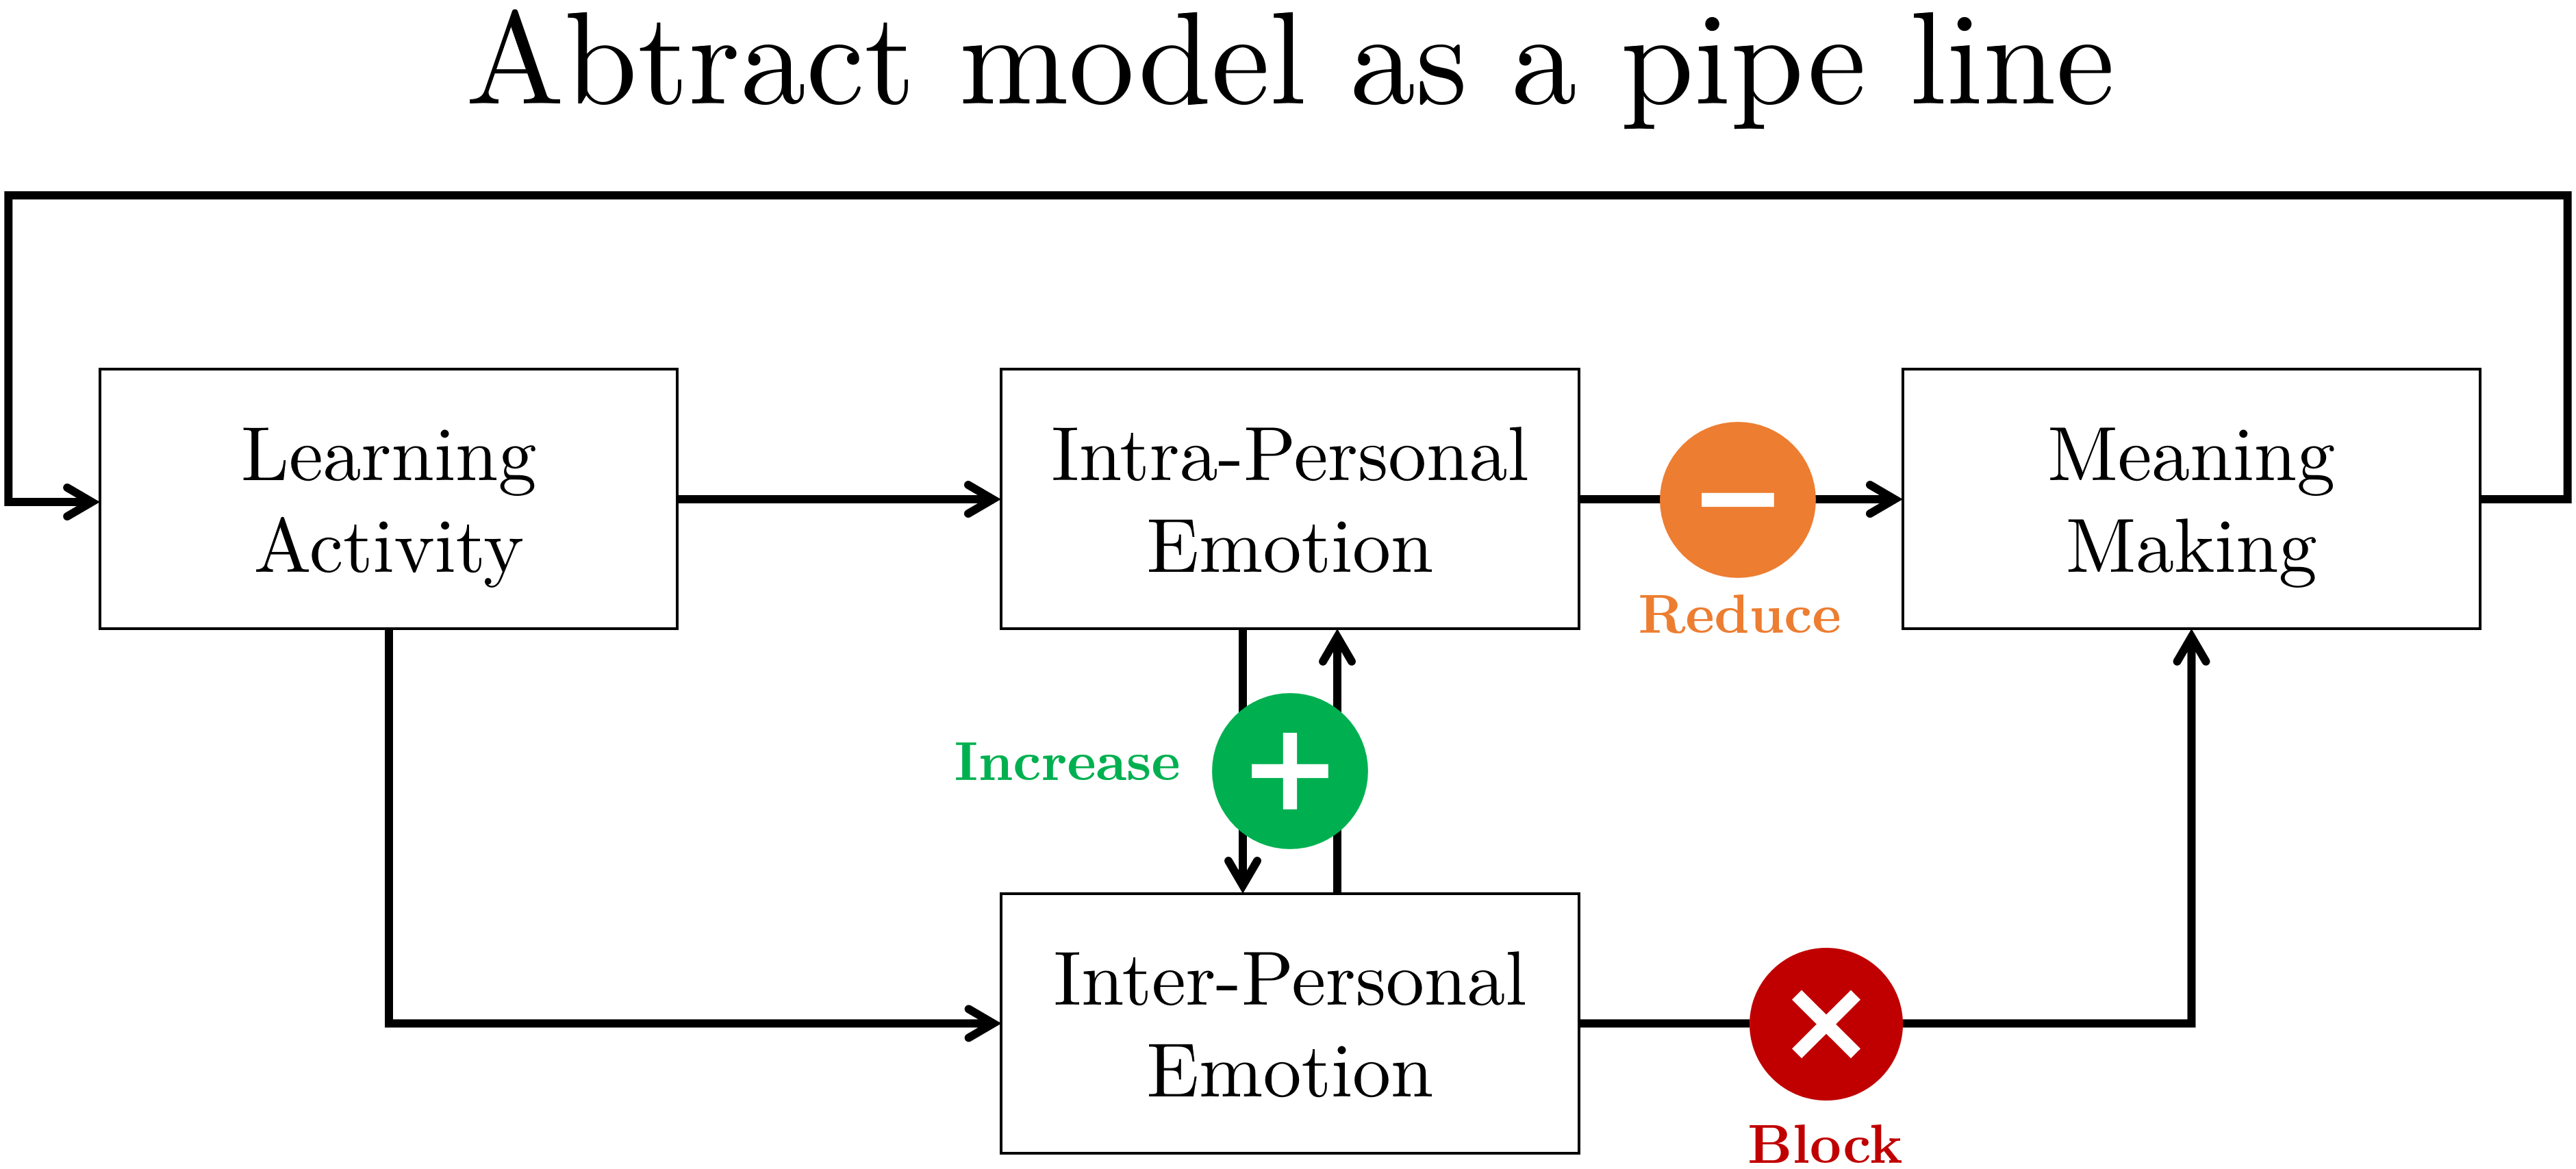 Abtract model as a pipe line
Learning
Activity
Intra-Personal
Emotion
Reduce
Meaning
Making
Increase
Inter-Personal
Emotion
Block